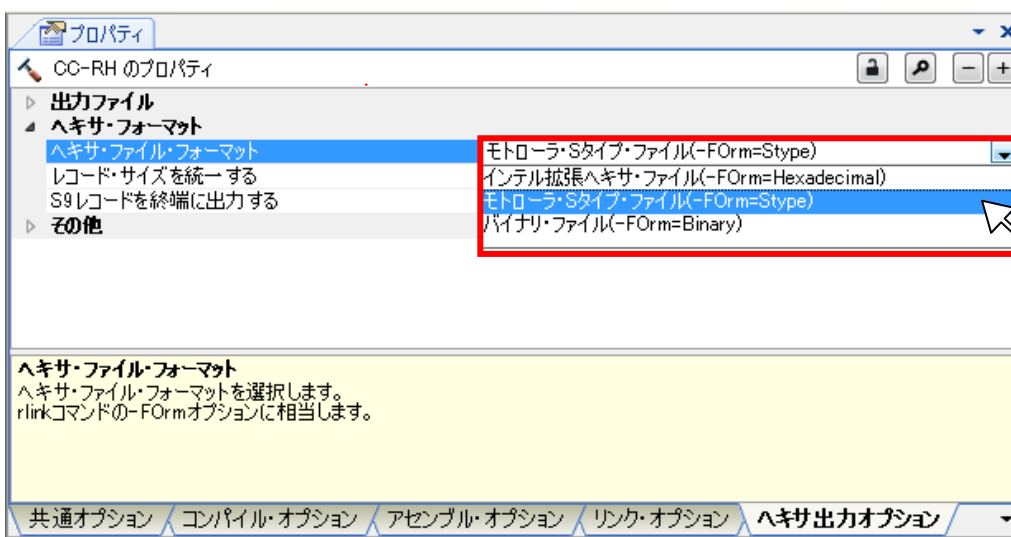 プロパティ
CC-RH のプロパティ
出力ファイル
ヘキサ・フォーマット
ヘキサ・ファイル・フォーマット
モトローラ・Sタイプ・ファイル(-FOrm=Stype)
レコード・サイズを統一する
インテル拡張ヘキサ・ファイル(-FOrm=Hexadecimal)
S9レコードを終端に出力する
モトローラ・Sタイプ・ファイル(-FOrm=Stype)
その他
バイナリ・ファイル(-FOrm=Binary)
ヘキサ・ファイル・フォーマット
ヘキサ・ファイル・フォーマットを選択します。
rlinkコマンドの-FOrmオプションに相当します。
共通オプション
コンパイル・オプション
アセンブル・オプション
リンク・オプション
ヘキサ出力オプション